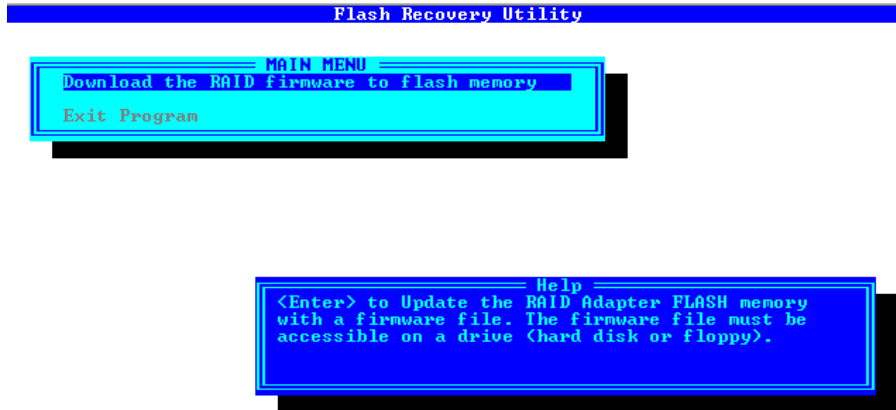 Flash Recovery Utility
MAIN MENU
Download the RAID firmware to flash memory
Exit Program
Help
<Enter> to Update the RAID Adapter FLASH memory
with a firmware file. The firmware file must be
accessible on a drive (hard disk or floppy).